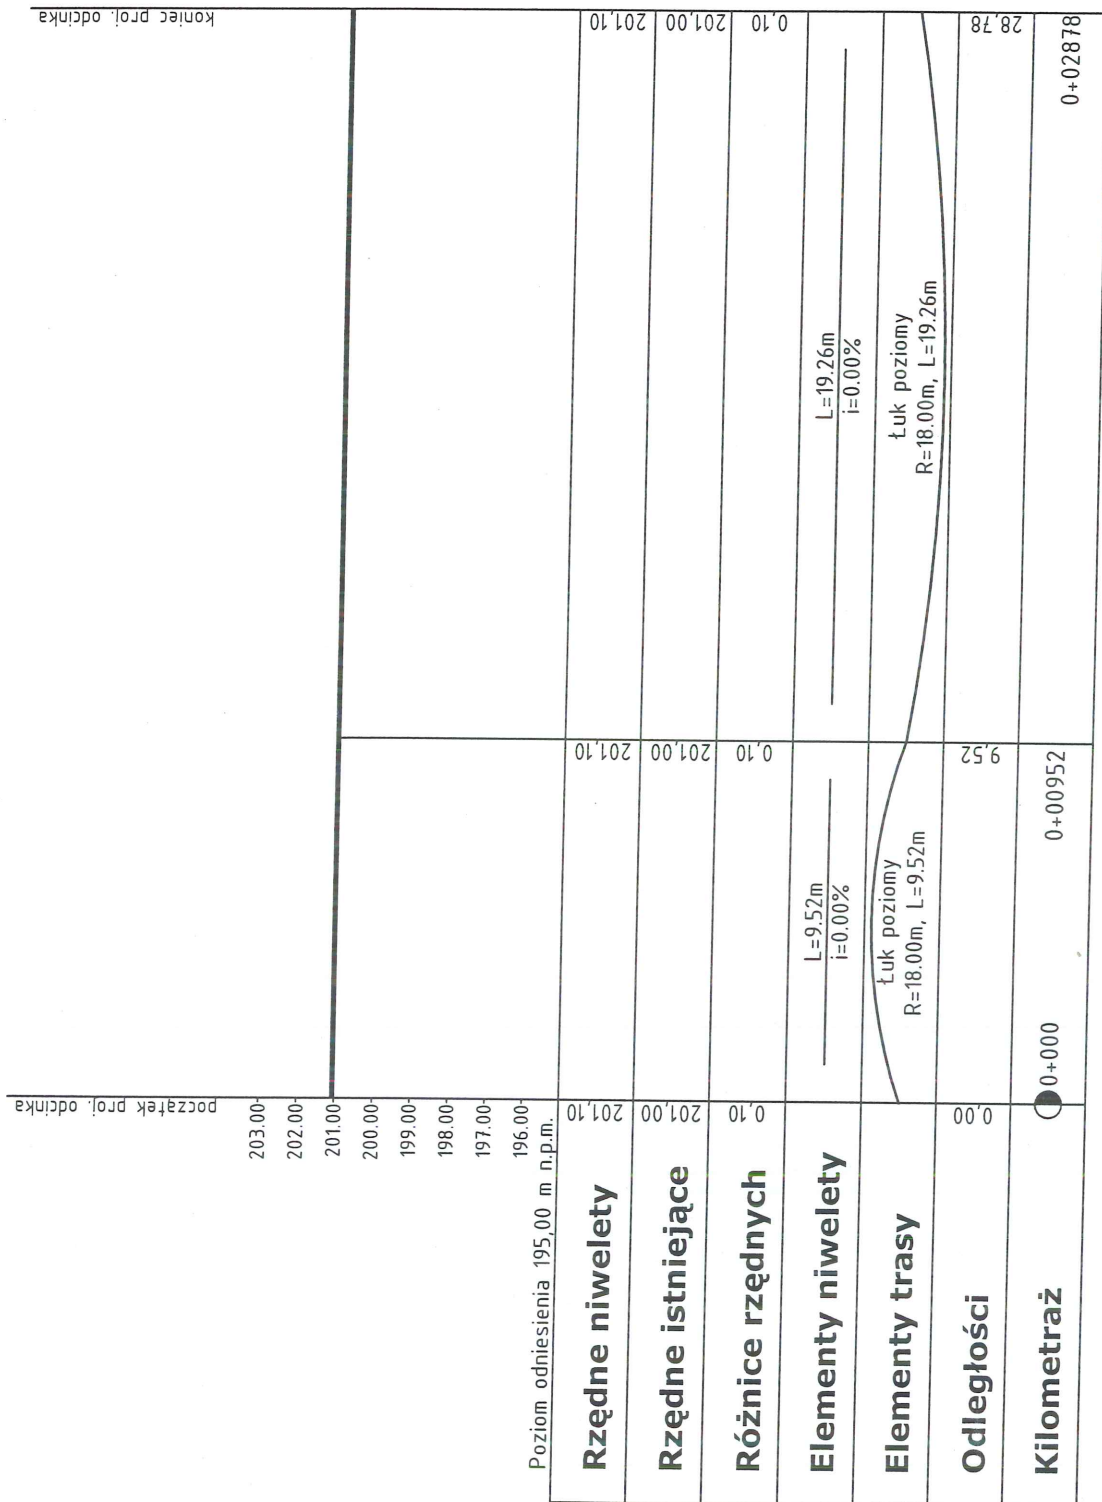 początek proj. odcinka
koniec proj. odcinka
203.00
202.00
201.00
200.00
199.00
198.00
197.00
196.00
Poziom odniesienia 195,00 m n.p.m.
Rzędne niwelety
201,10
201,10
201,10
Rzędne istniejące
201,00
201,00
201,00
Różnice rzędnych
0,10
0,10
0,10
Elementy niwelety
L=9.52m
i=0.00%
L=19.26m
i=0.00%
Elementy trasy
Łuk poziomy
R=18.00m, L=9.52m
Łuk poziomy
R=18.00m, L=19.26m
Odległości
0,00
9,52
28,78
Kilometraż
0+000
0+00952
0+02878